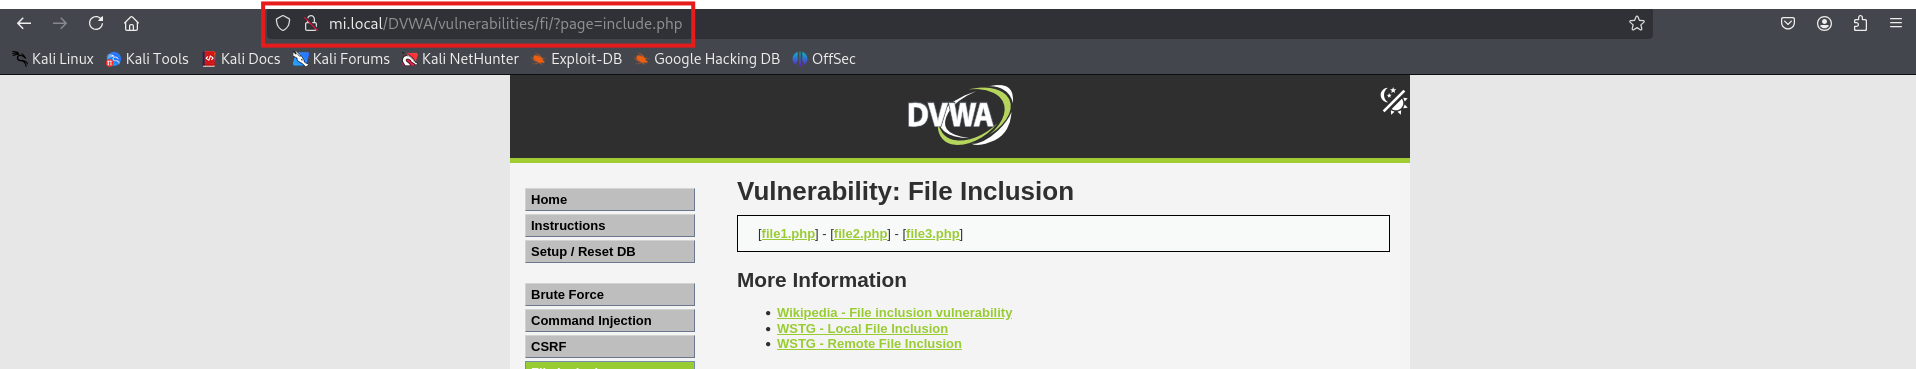 mi.local/DVWA/vulnerabilities/fi/?page=include.php
Kali Linux Kali Tools Kali Docs Kali Forums Kali NetHunter Exploit-DB Google Hacking DB OffSec
DVWA
Home
Instructions
Setup / Reset DB
Brute Force
Command Injection
CSRF
Vulnerability: File Inclusion
[file1.php] - [file2.php] - [file3.php]
More Information
• Wikipedia - File inclusion vulnerability
• WSTG - Local File Inclusion
• WSTG - Remote File Inclusion